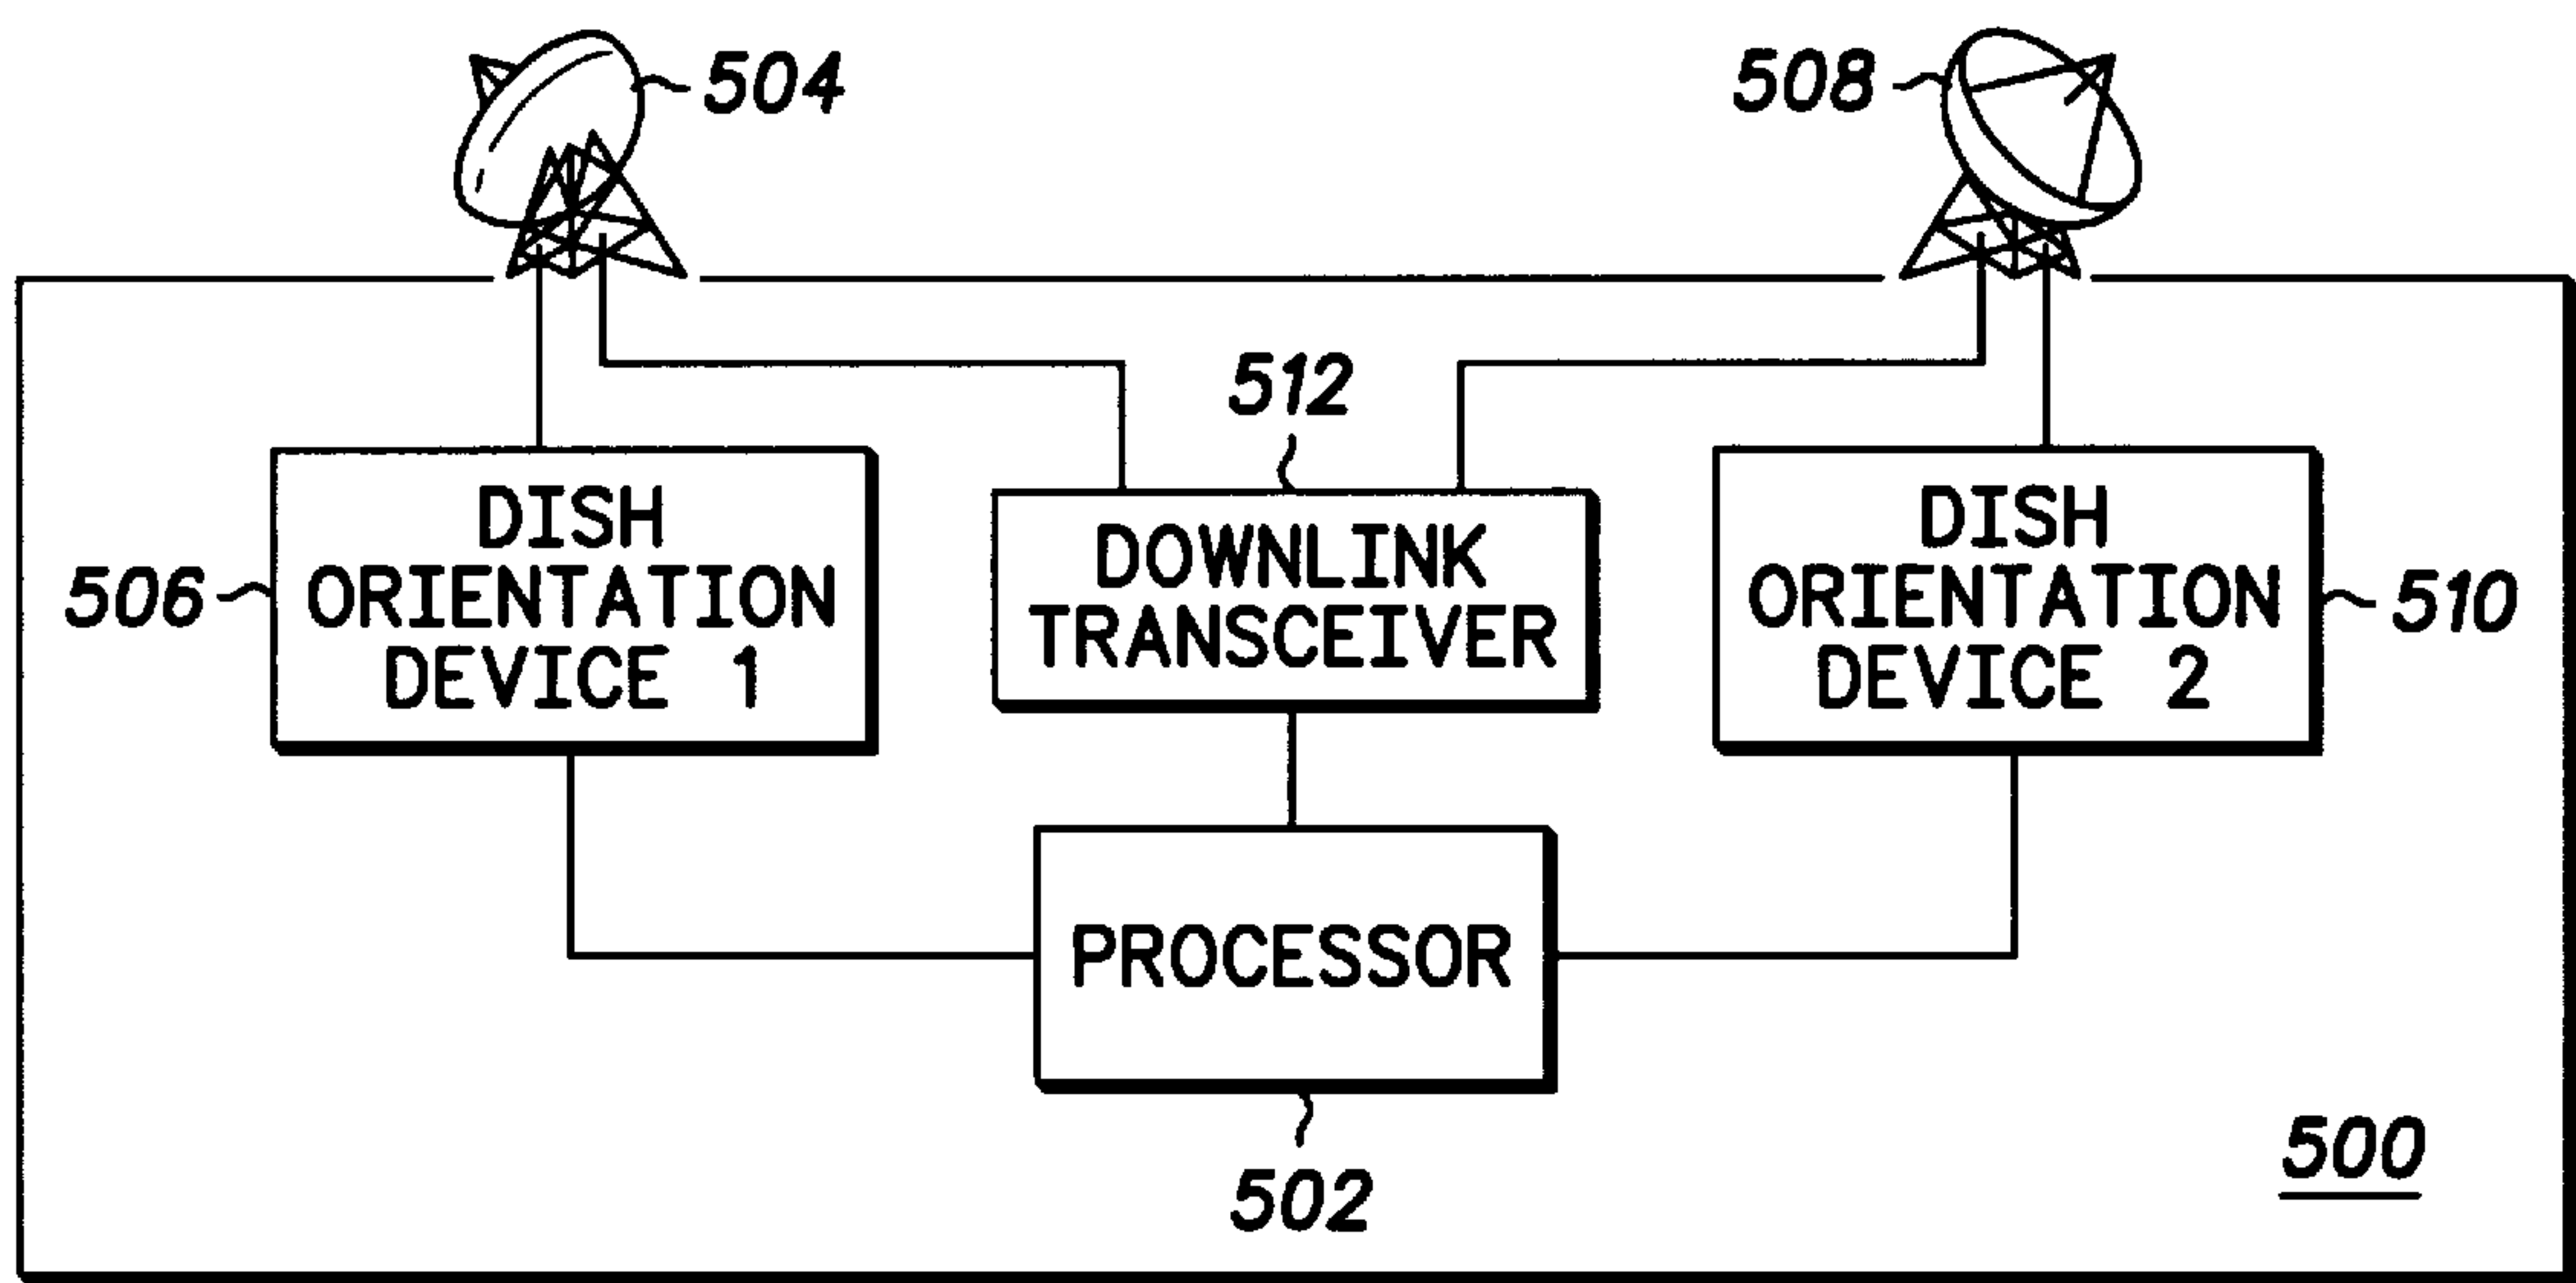 504
508
512
DISH
ORIENTATION
DEVICE 1
506
DOWNLINK
TRANSCEIVER
DISH
ORIENTATION
DEVICE 2
510
PROCESSOR
502
500